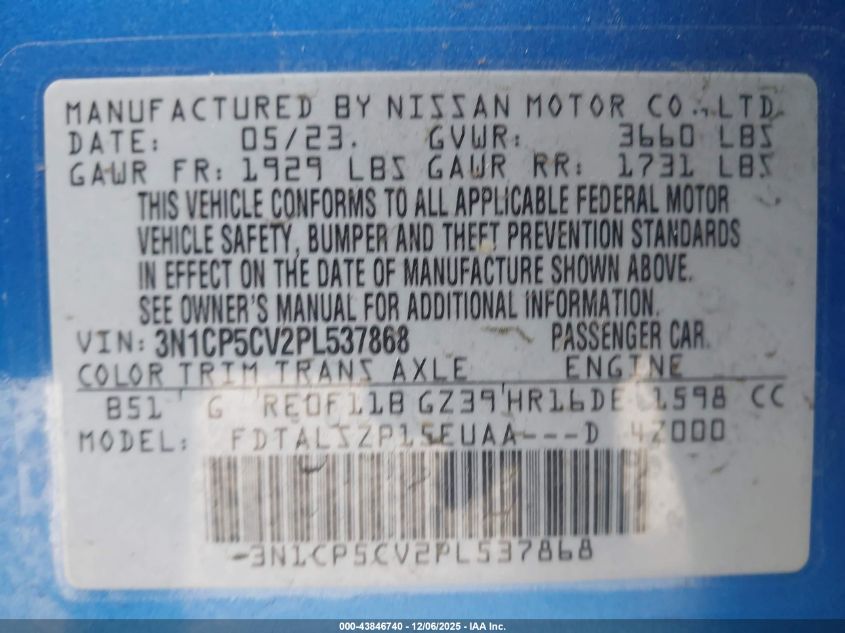 MANUFACTURED BY NISSAN MOTOR CO., LTD.
DATE: 05/23. GVWR: 3660 LBS
GAWR FR: 1929 LBS GAWR RR: 1731 LBS
THIS VEHICLE CONFORMS TO ALL APPLICABLE FEDERAL MOTOR
VEHICLE SAFETY, BUMPER AND THEFT PREVENTION STANDARDS
IN EFFECT ON THE DATE OF MANUFACTURE SHOWN ABOVE.
SEE OWNER'S MANUAL FOR ADDITIONAL INFORMATION.
VIN: 3N1CP5CV2PL537868 PASSENGER CAR.
COLOR TRIM TRANS AXLE ENGINE
B51 G RE0F11B GZ39 HR16DE 1598 CC
MODEL: FDTALSZP15EUAA---D 4Z000
-3N1CP5CV2PL537868
000-43846740 - 12/06/2025 - IAA Inc.